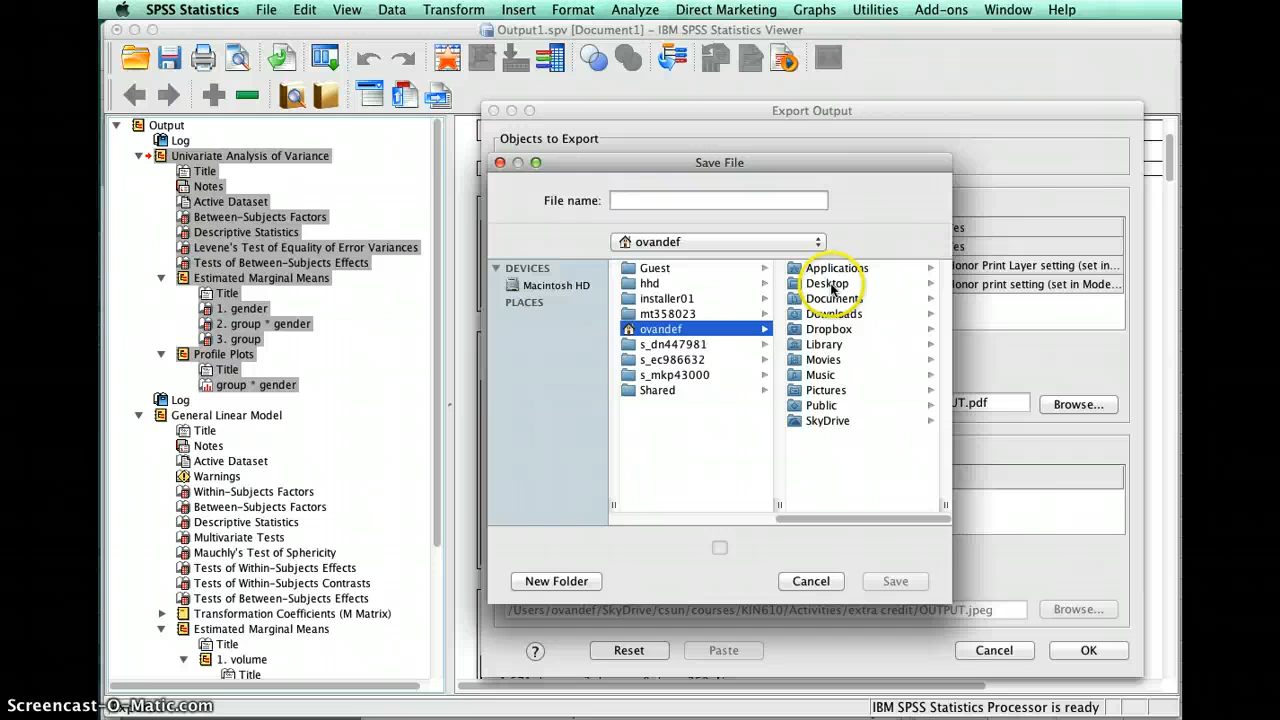 SPSS Statistics File Edit View Data Transform Insert Format Analyze Direct Marketing Graphs Utilities Add-ons Window Help
Output1.spv [Document1] – IBM SPSS Statistics Viewer
Output
Log
Univariate Analysis of Variance
Title
Notes
Active Dataset
Between-Subjects Factors
Descriptive Statistics
Levene's Test of Equality of Error Variances
Tests of Between-Subjects Effects
Estimated Marginal Means
Title
1. gender
2. group * gender
3. group
Profile Plots
Title
group * gender
Log
General Linear Model
Title
Notes
Active Dataset
Warnings
Within-Subjects Factors
Between-Subjects Factors
Descriptive Statistics
Multivariate Tests
Mauchly's Test of Sphericity
Tests of Within-Subjects Effects
Tests of Within-Subjects Contrasts
Tests of Between-Subjects Effects
Transformation Coefficients (M Matrix)
Estimated Marginal Means
Title
1. volume
Title
Export Output
Objects to Export
Save File
File name:
ovandef
DEVICES
Macintosh HD
PLACES
Guest
hhd
installer01
mt358023
ovandef
s_dn447981
s_ec986632
s_mkp43000
Shared
Applications
Desktop
Documents
Downloads
Dropbox
Library
Movies
Music
Pictures
Public
SkyDrive
New Folder Cancel Save
onor Print Layer setting (set in...
onor print setting (set in Mode...
UT.pdf Browse...
/Users/ovandef/SkyDrive/csun/courses/KIN610/Activities/extra credit/OUTPUT.jpeg Browse...
? Reset Paste Cancel OK
IBM SPSS Statistics Processor is ready
Screencast-O-Matic.com